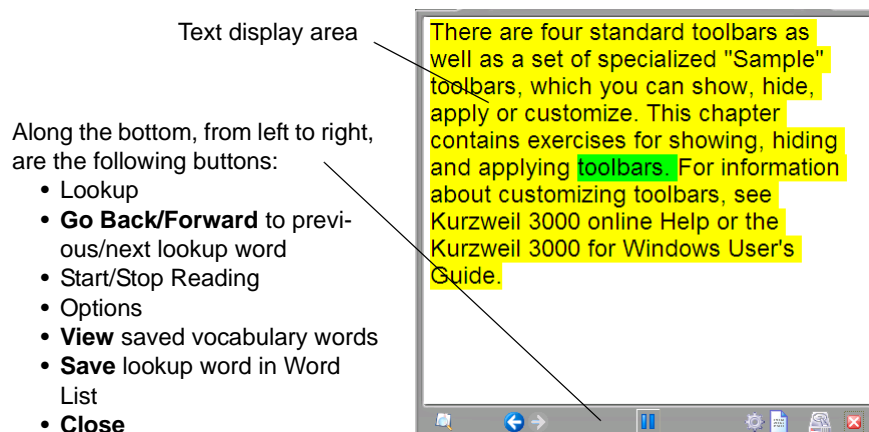 Text display area
Along the bottom, from left to right,
are the following buttons:
• Lookup
• Go Back/Forward to previ-
ous/next lookup word
• Start/Stop Reading
• Options
• View saved vocabulary words
• Save lookup word in Word
List
• Close
There are four standard toolbars as
well as a set of specialized "Sample"
toolbars, which you can show, hide,
apply or customize. This chapter
contains exercises for showing, hiding
and applying toolbars. For information
about customizing toolbars, see
Kurzweil 3000 online Help or the
Kurzweil 3000 for Windows User's
Guide.